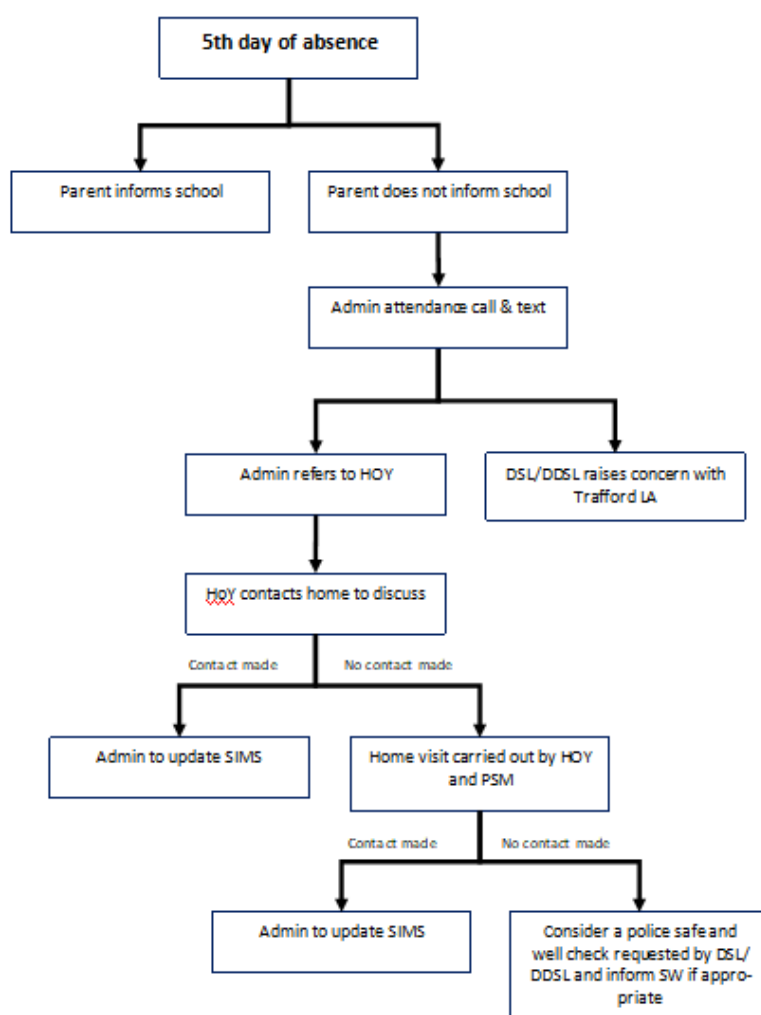 5th day of absence
Parent informs school
Parent does not inform school
Admin attendance call & text
Admin refers to HOY
DSL/DDSL raises concern with
Trafford LA
HoY contacts home to discuss
Contact made
No contact made
Admin to update SIMS
Home visit carried out by HOY
and PSM
Contact made
No contact made
Admin to update SIMS
Consider a police safe and
well check requested by DSL/
DDSL and inform SW if appro-
priate